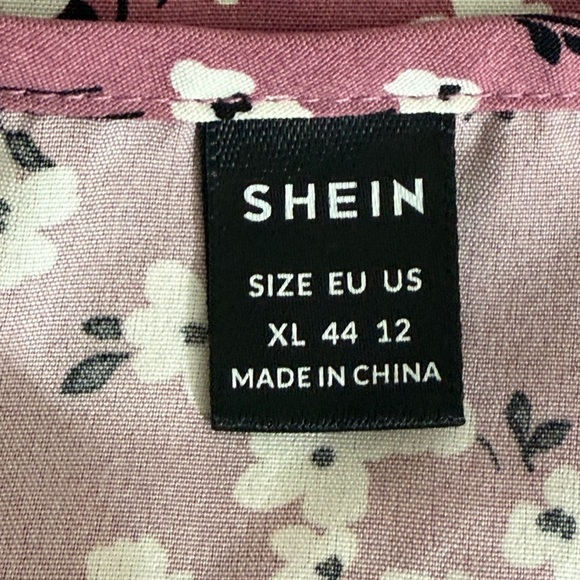 SHEIN
SIZE EU US
XL 44 12
MADE IN CHINA